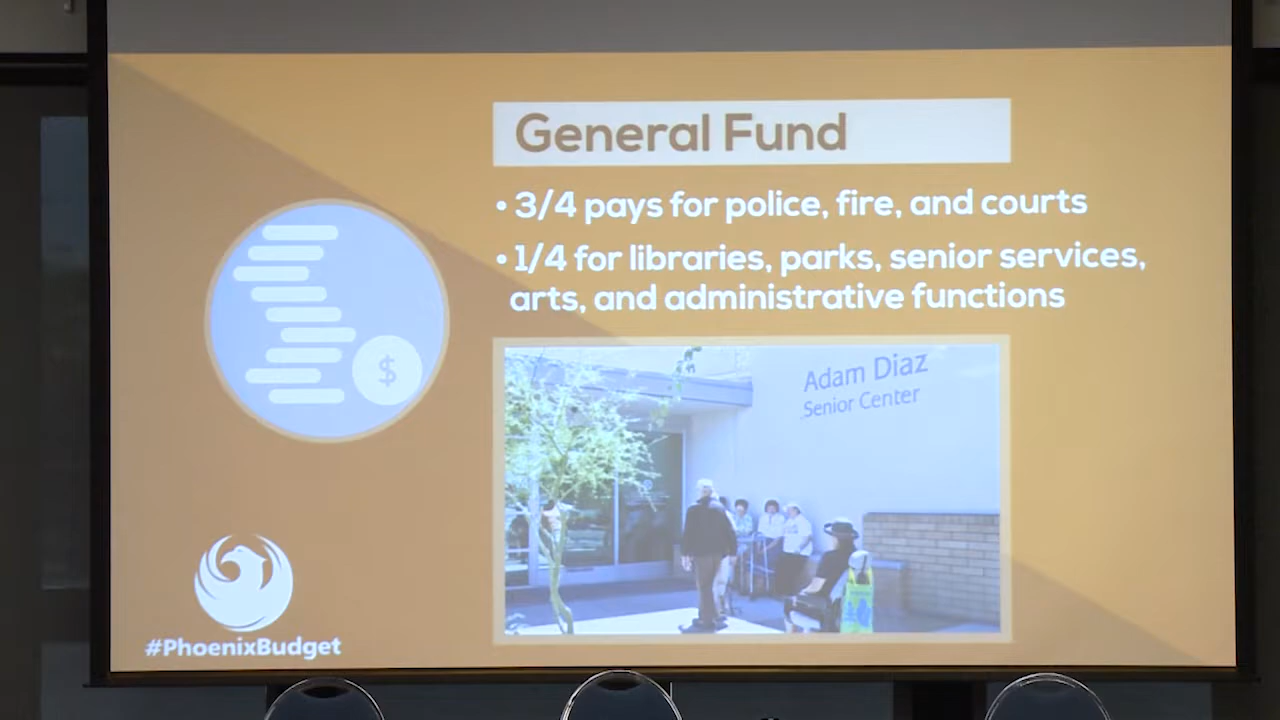 General Fund
• 3/4 pays for police, fire, and courts
• 1/4 for libraries, parks, senior services,
arts, and administrative functions
$
Adam Diaz
Senior Center
#PhoenixBudget